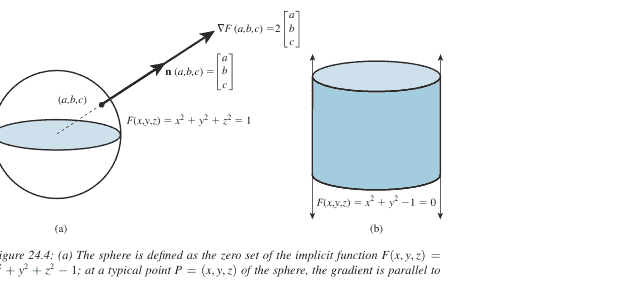 ∇F (a,b,c) =2 [a b c]
n (a,b,c) = [a b c]
(a,b,c)
F(x,y,z) = x² + y² + z² = 1
F(x,y,z) = x² + y² −1 = 0
(a)
(b)
igure 24.4: (a) The sphere is defined as the zero set of the implicit function F(x, y, z) =
² + y² + z² − 1; at a typical point P = (x, y, z) of the sphere, the gradient is parallel to